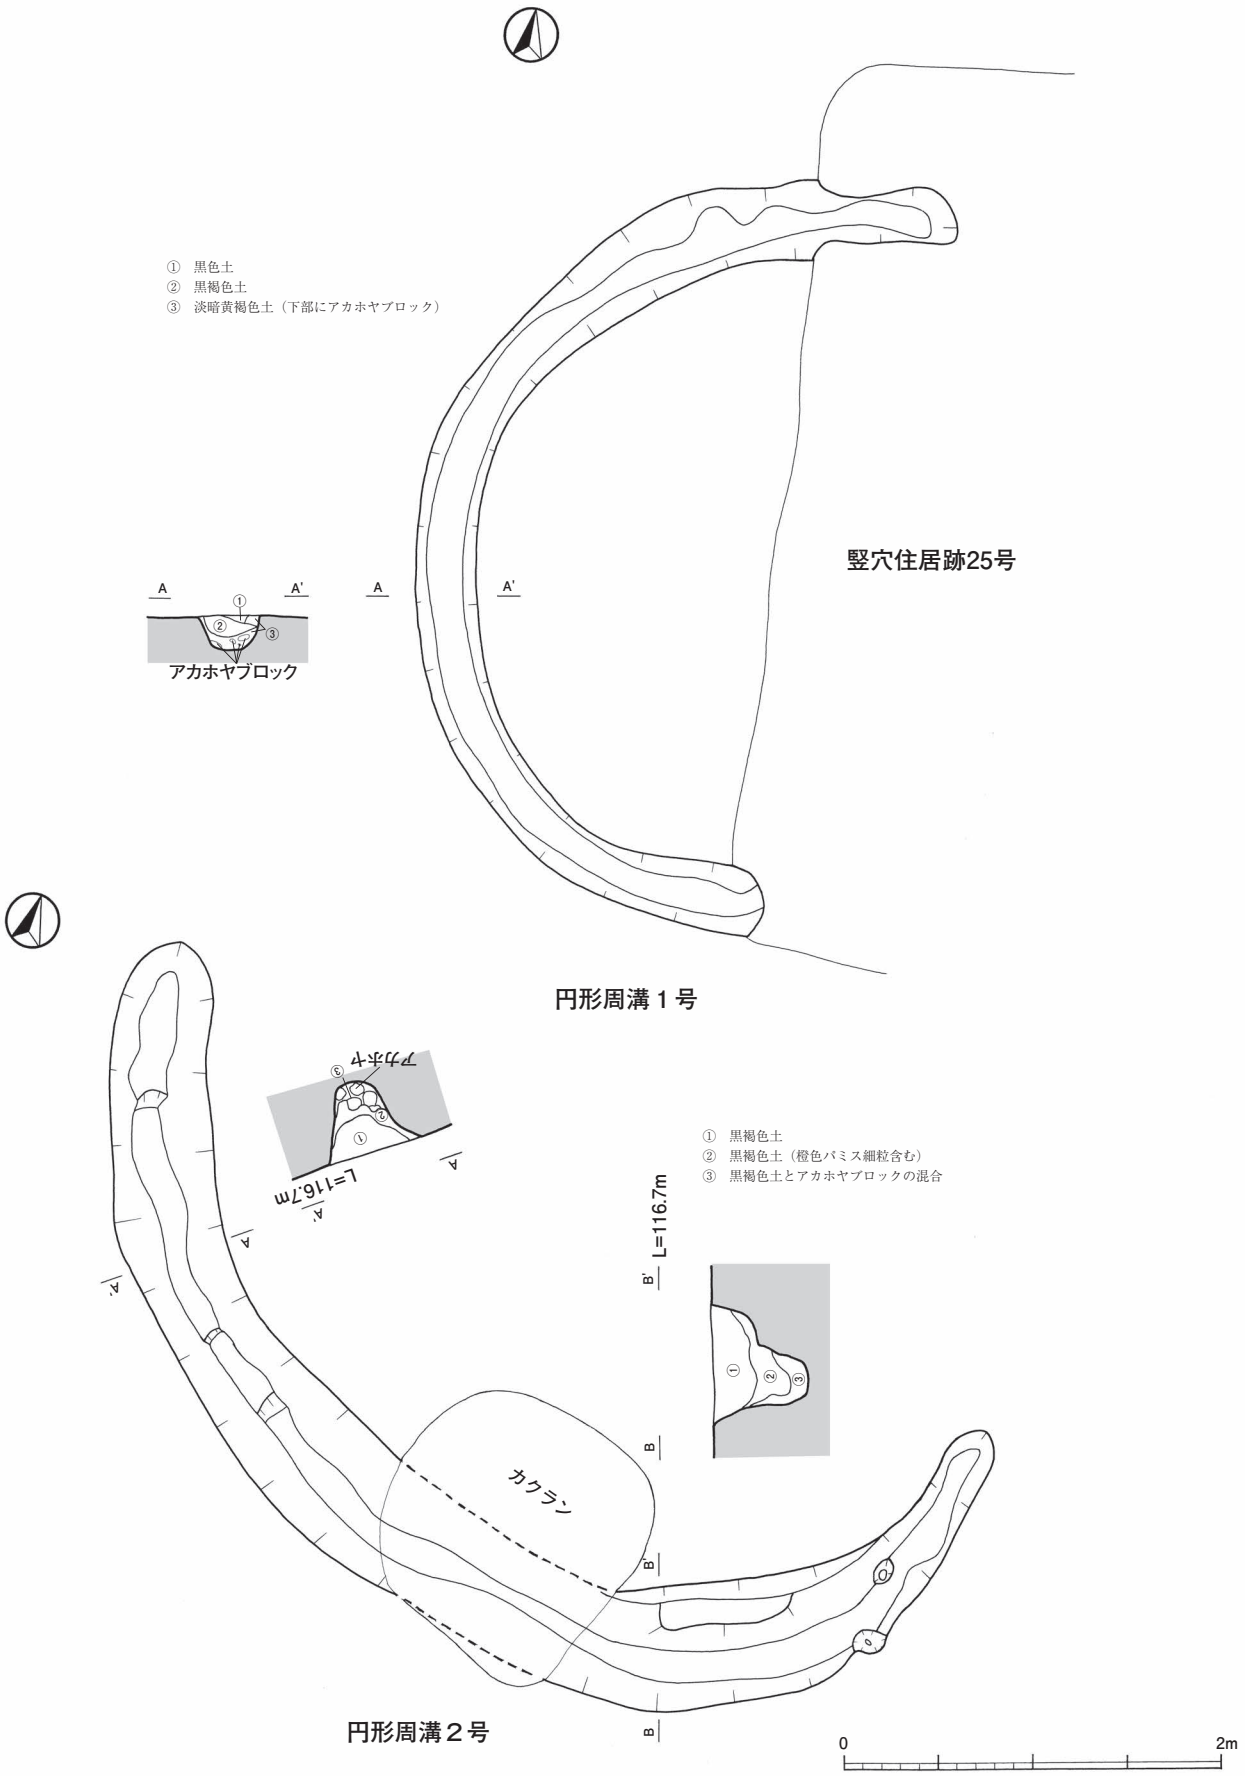 ① 黒色土
② 黒褐色土
③ 淡暗黄褐色土（下部にアカホヤブロック）
A
A'
①
②
③
アカホヤブロック
A
A'
竪穴住居跡25号
円形周溝１号
アカホヤ
③
②
①
L=116.7m
A
A'
A
A'
① 黒褐色土
② 黒褐色土（橙色パミス細粒含む）
③ 黒褐色土とアカホヤブロックの混合
L=116.7m
B'
①
②
③
B
カクラン
B'
B
円形周溝２号
0
2m